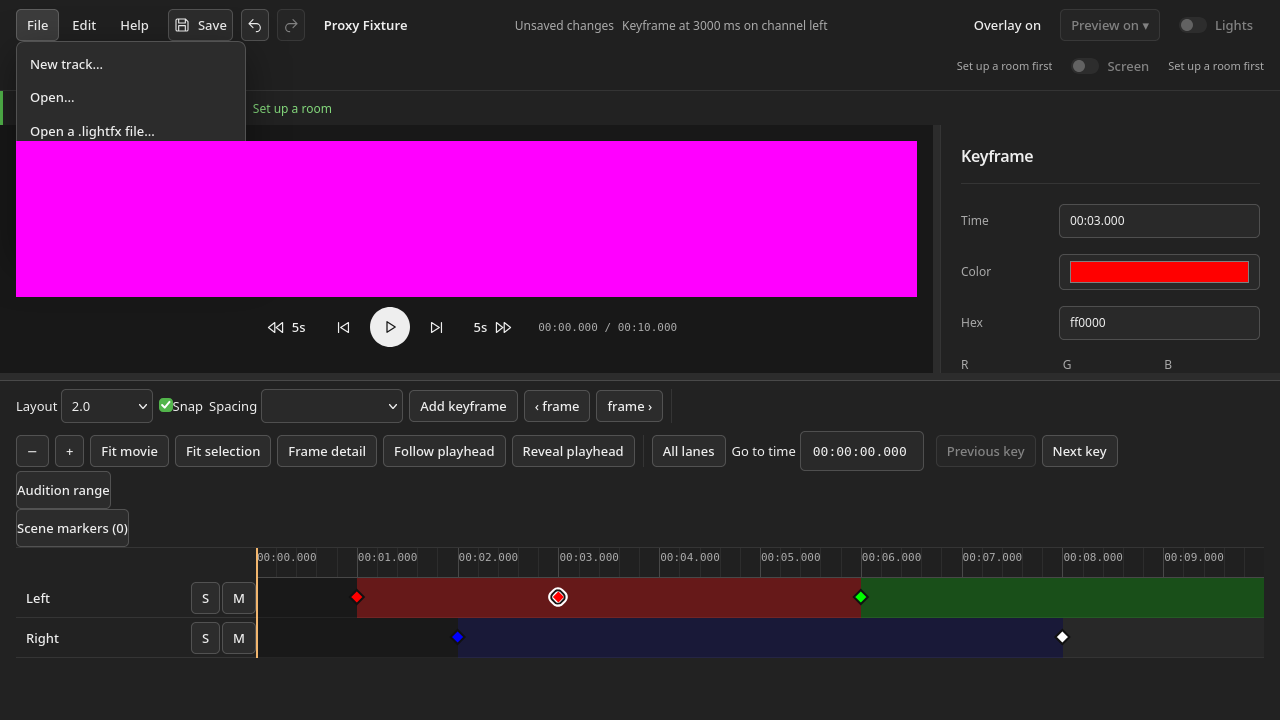 File Edit Help Save Proxy Fixture Unsaved changes Keyframe at 3000 ms on channel left Overlay on Preview on ▾ Lights
New track...
Set up a room first Screen Set up a room first
Open...
Set up a room
Open a .lightfx file...
Keyframe
Time 00:03.000
Color
Hex ff0000
5s 5s 00:00.000 / 00:10.000
R G B
Layout 2.0 Snap Spacing Add keyframe ‹ frame frame ›
− + Fit movie Fit selection Frame detail Follow playhead Reveal playhead All lanes Go to time 00:00:00.000 Previous key Next key
Audition range
Scene markers (0)
00:00.000 00:01.000 00:02.000 00:03.000 00:04.000 00:05.000 00:06.000 00:07.000 00:08.000 00:09.000
Left S M
Right S M